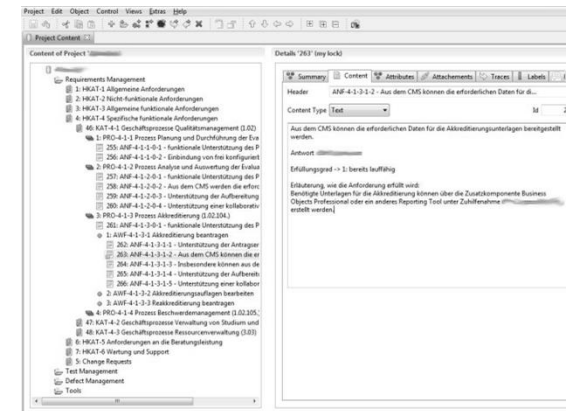 Project Edit Object Control Views Extras Help
Project Content
Content of Project
Requirements Management
1: HKAT-1 Allgemeine Anforderungen
2: HKAT-2 Nicht-funktionale Anforderungen
3: HKAT-3 Allgemeine Anforderungen
4: HKAT-4 Spezifische funktionale Anforderungen
46: KAT-4-1 Geschäftsprozesse Qualitätsmanagement (1.02)
1: PRO-4-1-1 Prozess Planung und Durchführung der Eva
255: ANF-4-1-1-0-1 - funktionale Unterstützung des P
256: ANF-4-1-1-0-2 - Einbindung von frei konfiguriert
2: PRO-4-1-2 Prozess Analyse und Auswertung der Evalua
257: ANF-4-1-2-0-1 - funktionale Unterstützung des P
258: ANF-4-1-2-0-2 - Aus dem CMS werden die erforc
259: ANF-4-1-2-0-3 - Unterstützung der Aufbereitung
260: ANF-4-1-2-0-4 - Unterstützung einer kollaborativ
3: PRO-4-1-3 Prozess Akkreditierung (1.02.104.)
261: ANF-4-1-3-0-1 - funktionale Unterstützung des P
1: AWF-4-1-3-1 Akkreditierung beantragen
262: ANF-4-1-3-1-1 - Unterstützung der Antragser
263: ANF-4-1-3-1-2 - Aus dem CMS können die er
264: ANF-4-1-3-1-3 - Insbesondere können aus de
265: ANF-4-1-3-1-4 - Unterstützung der Aufbereit
266: ANF-4-1-3-1-5 - Unterstützung einer kollabor
2: AWF-4-1-3-2 Akkreditierungsauflagen bearbeiten
3: AWF-4-1-3-3 Reakkreditierung beantragen
4: PRO-4-1-4 Prozess Beschwerdemanagement (1.02.105.)
47: KAT-4-2 Geschäftsprozesse Verwaltung von Studium und
48: KAT-4-3 Geschäftsprozesse Ressourcenverwaltung (3.03)
6: HKAT-5 Anforderungen an die Beratungsleistung
7: HKAT-6 Wartung und Support
5: Change Requests
Test Management
Defect Management
Tools
Details '263' (my lock)
Summary Content Attributes Attachements Traces Labels
Header ANF-4-1-3-1-2 - Aus dem CMS können die erforderlichen Daten für di...
Content Type Text Id 2
Aus dem CMS können die erforderlichen Daten für die Akkreditierungunterlagen bereitgestellt
werden.
Antwort
Erfüllungsgrad -> 1: bereits lauffähig
Erläuterung, wie die Anforderung erfüllt wird:
Benötigte Unterlagen für die Akkreditierung können über die Zusatzkomponente Business
Objects Professional oder ein anderes Reporting Tool unter Zuhilfenahme
erstellt werden.